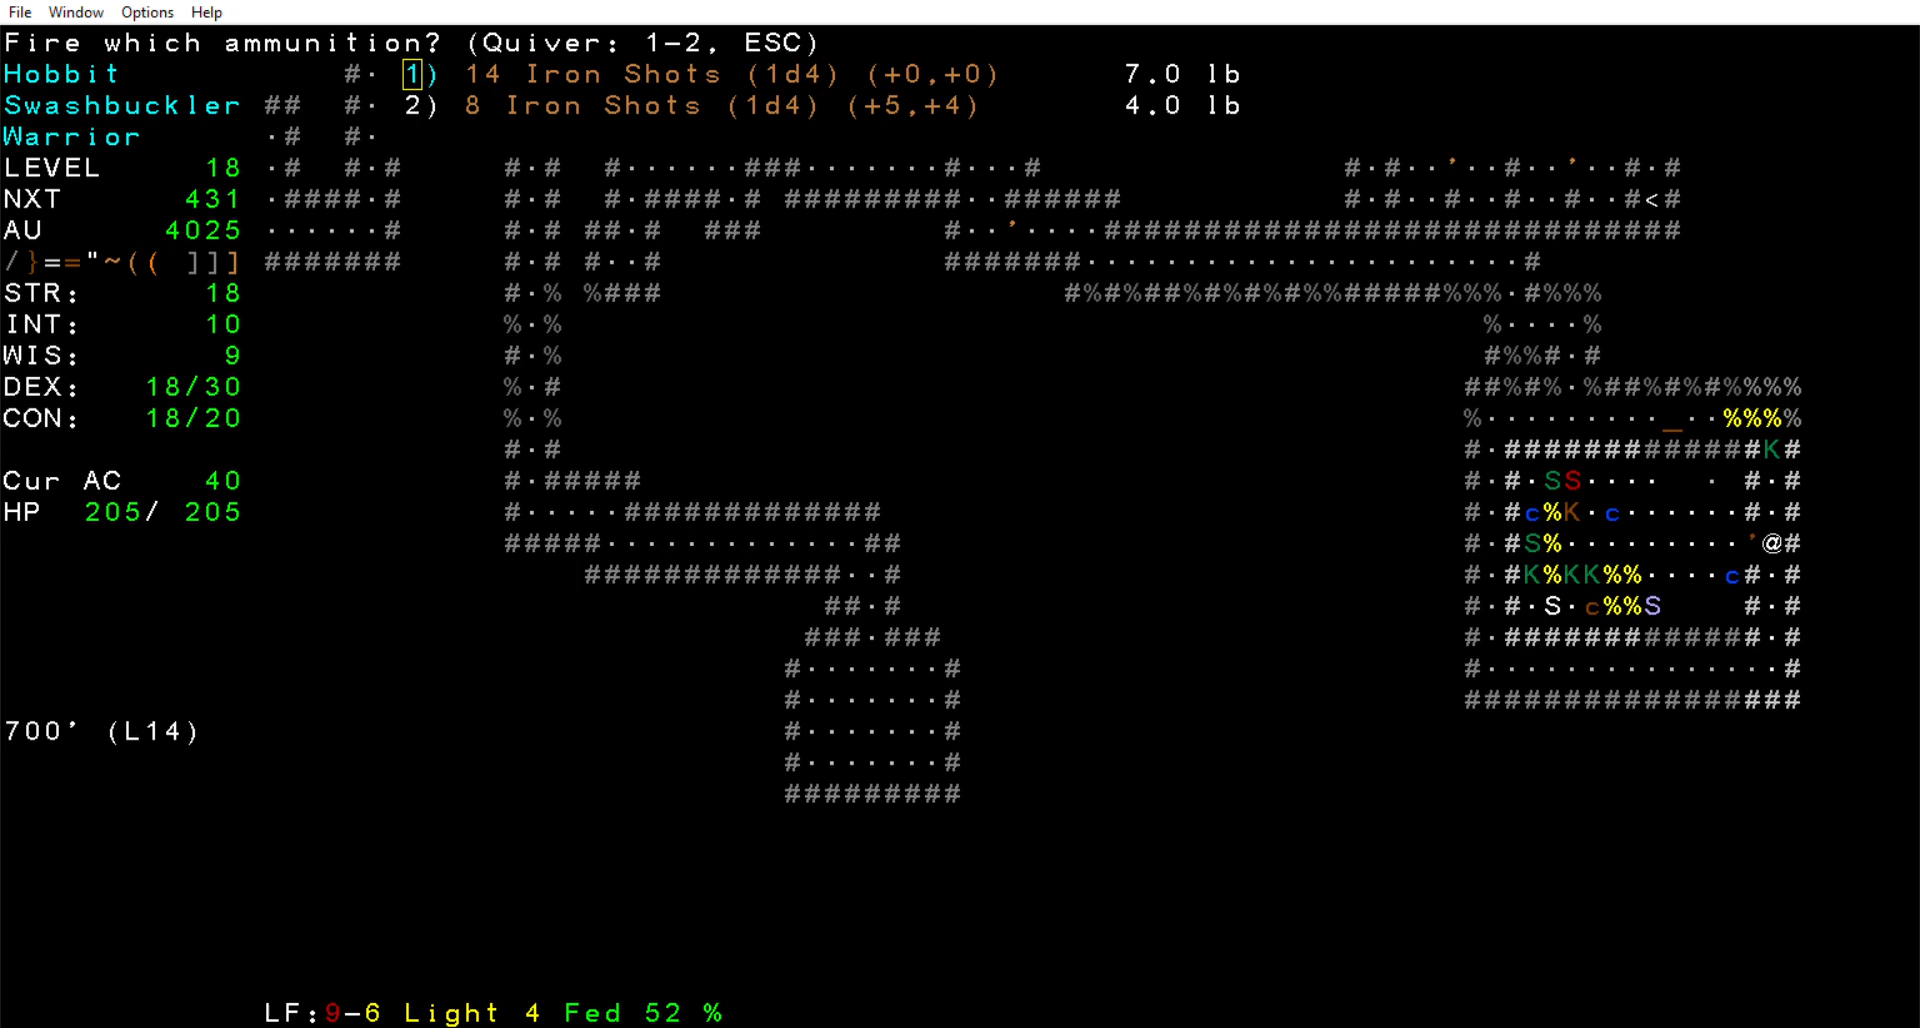 File Window Options Help
Fire which ammunition? (Quiver: 1-2, ESC)
Hobbit #· 1) 14 Iron Shots (1d4) (+0,+0) 7.0 lb
Swashbuckler ## #· 2) 8 Iron Shots (1d4) (+5,+4) 4.0 lb
Warrior ·# #·
LEVEL 18 ·# #·# #·# #······###·······#···# #·#··'··#··'··#·#
NXT 431 ·####·# #·# #·####·# #########··###### #·#··#··#··#··#<#
AU 4025 ······# #·# ##·# ### #··'····#############################
/}=="~(( ]]] ####### #·# #··# #######······················#
STR: 18 #·% %### #%#%##%#%#%#%%#####%%%·#%%%
INT: 10 %·% %····%
WIS: 9 #·% #%%#·#
DEX: 18/30 %·# ##%#%·%##%#%#%%%%
CON: 18/20 %·% %·········_··%%%%
#·# #·############%K#
Cur AC 40 #·##### #·#·SS···· · #·#
HP 205/ 205 #·····############# #·#c%K·c······#·#
#####·············## #·#S%·········'@#
#############··# #·#K%KK%%····c#·#
##·# #·#·S·c%%S #·#
###·### #·#############·#
#·······# #···············#
#·······# #################
700' (L14) #·······#
#·······#
#########
LF:9-6 Light 4 Fed 52 %